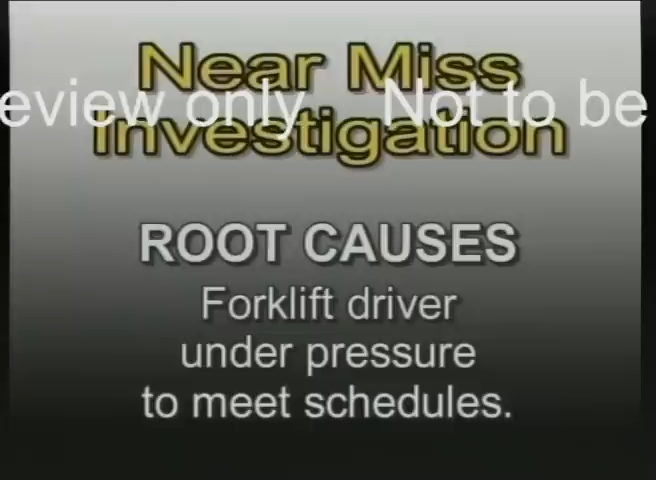 Near Miss
eview only Not to be
Investigation
ROOT CAUSES
Forklift driver
under pressure
to meet schedules.